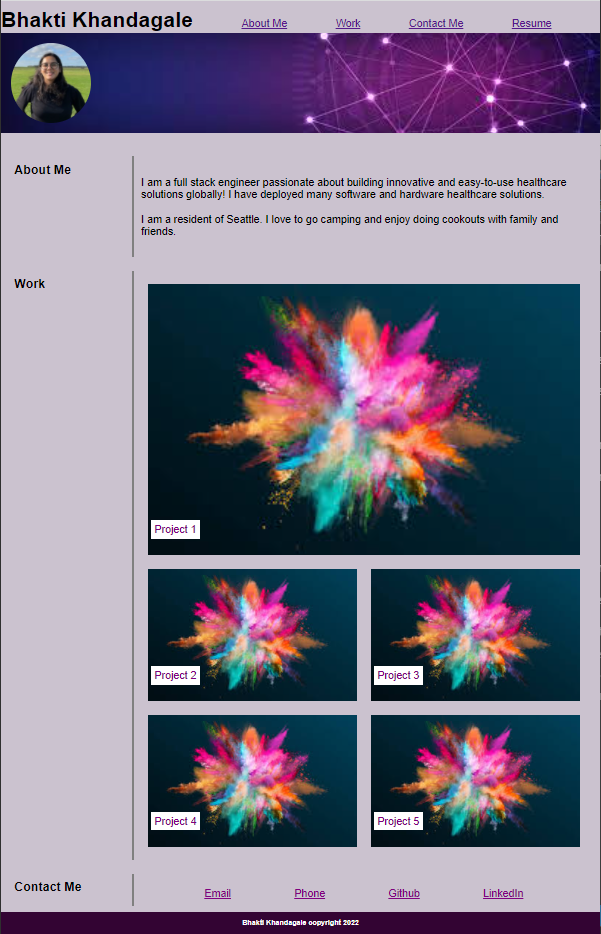 Bhakti Khandagale
About Me Work Contact Me Resume
About Me
I am a full stack engineer passionate about building innovative and easy-to-use healthcare
solutions globally! I have deployed many software and hardware healthcare solutions.
I am a resident of Seattle. I love to go camping and enjoy doing cookouts with family and
friends.
Work
Project 1
Project 2
Project 3
Project 4
Project 5
Contact Me
Email Phone Github LinkedIn
Bhakti Khandagale copyright 2022